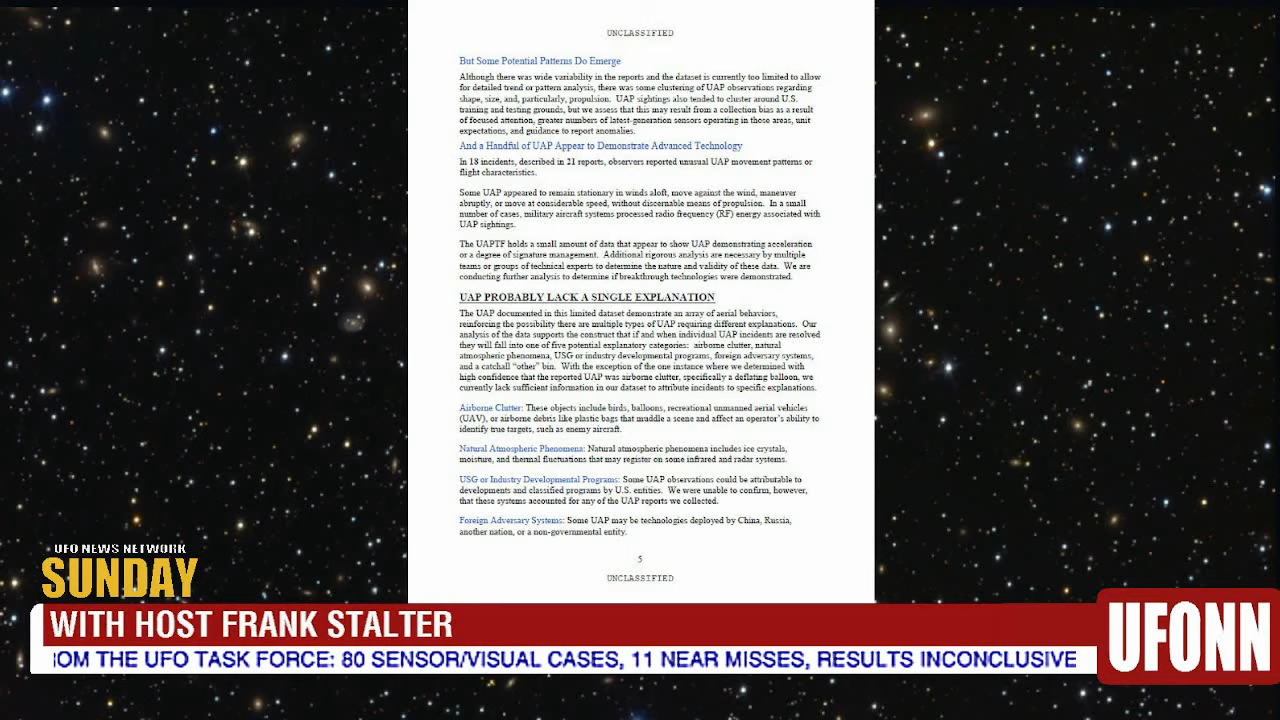 UNCLASSIFIED
But Some Potential Patterns Do Emerge
Although there was wide variability in the reports and the dataset is currently too limited to allow
for detailed trend or pattern analysis, there was some clustering of UAP observations regarding
shape, size, and, particularly, propulsion. UAP sightings also tended to cluster around U.S.
training and testing grounds, but we assess that this may result from a collection bias as a result
of focused attention, greater numbers of latest-generation sensors operating in those areas, unit
expectations, and guidance to report anomalies.
And a Handful of UAP Appear to Demonstrate Advanced Technology
In 18 incidents, described in 21 reports, observers reported unusual UAP movement patterns or
flight characteristics.
Some UAP appeared to remain stationary in winds aloft, move against the wind, maneuver
abruptly, or move at considerable speed, without discernable means of propulsion. In a small
number of cases, military aircraft systems processed radio frequency (RF) energy associated with
UAP sightings.
The UAPTF holds a small amount of data that appear to show UAP demonstrating acceleration
or a degree of signature management. Additional rigorous analysis are necessary by multiple
teams or groups of technical experts to determine the nature and validity of these data. We are
conducting further analysis to determine if breakthrough technologies were demonstrated.
UAP PROBABLY LACK A SINGLE EXPLANATION
The UAP documented in this limited dataset demonstrate an array of aerial behaviors,
reinforcing the possibility there are multiple types of UAP requiring different explanations. Our
analysis of the data supports the construct that if and when individual UAP incidents are resolved
they will fall into one of five potential explanatory categories: airborne clutter, natural
atmospheric phenomena, USG or industry developmental programs, foreign adversary systems,
and a catchall “other” bin. With the exception of the one instance where we determined with
high confidence that the reported UAP was airborne clutter, specifically a deflating balloon, we
currently lack sufficient information in our dataset to attribute incidents to specific explanations.
Airborne Clutter: These objects include birds, balloons, recreational unmanned aerial vehicles
(UAV), or airborne debris like plastic bags that muddle a scene and affect an operator’s ability to
identify true targets, such as enemy aircraft.
Natural Atmospheric Phenomena: Natural atmospheric phenomena includes ice crystals,
moisture, and thermal fluctuations that may register on some infrared and radar systems.
USG or Industry Developmental Programs: Some UAP observations could be attributable to
developments and classified programs by U.S. entities. We were unable to confirm, however,
that these systems accounted for any of the UAP reports we collected.
Foreign Adversary Systems: Some UAP may be technologies deployed by China, Russia,
another nation, or a non-governmental entity.
5
UNCLASSIFIED
UFO NEWS NETWORK
SUNDAY
WITH HOST FRANK STALTER
OM THE UFO TASK FORCE: 80 SENSOR/VISUAL CASES, 11 NEAR MISSES, RESULTS INCONCLUSIVE
UFONN